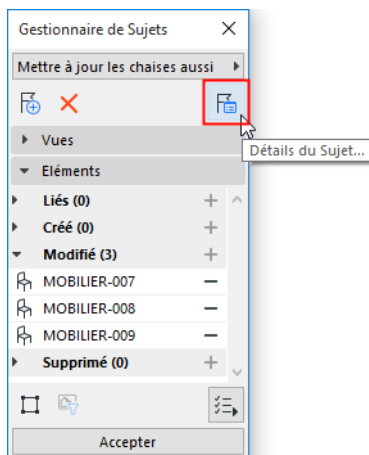 Gestionnaire de Sujets
Mettre à jour les chaises aussi
Détails du Sujet...
Vues
Eléments
Liés (0)
Créé (0)
Modifié (3)
MOBILIER-007
MOBILIER-008
MOBILIER-009
Supprimé (0)
Accepter